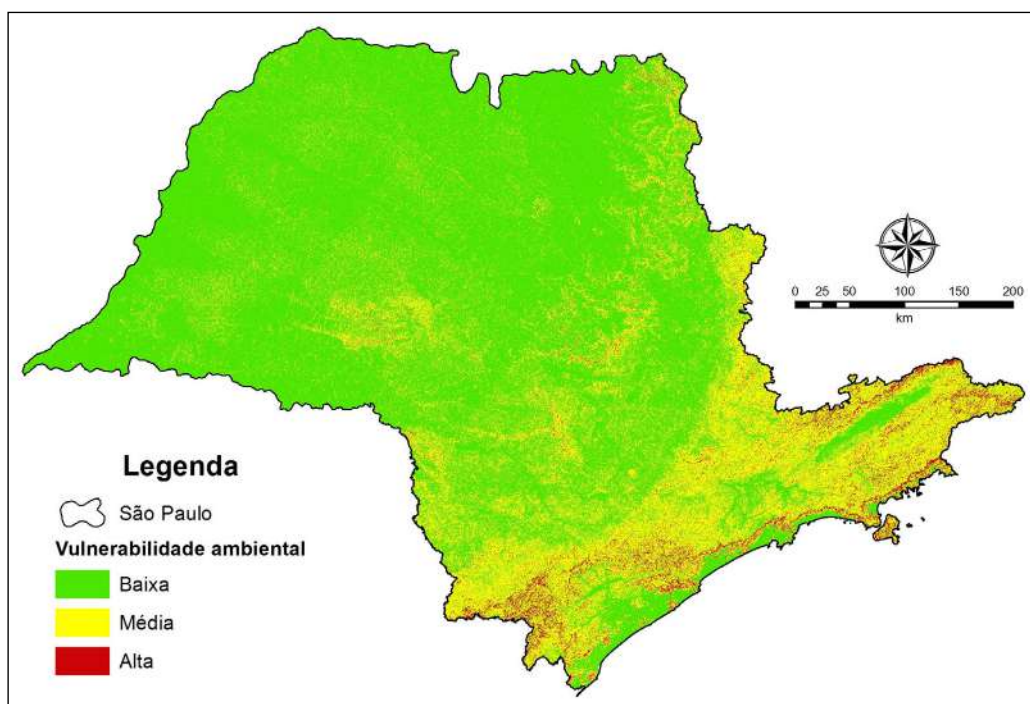 0 25 50 100 150 200
km
Legenda
São Paulo
Vulnerabilidade ambiental
Baixa
Média
Alta